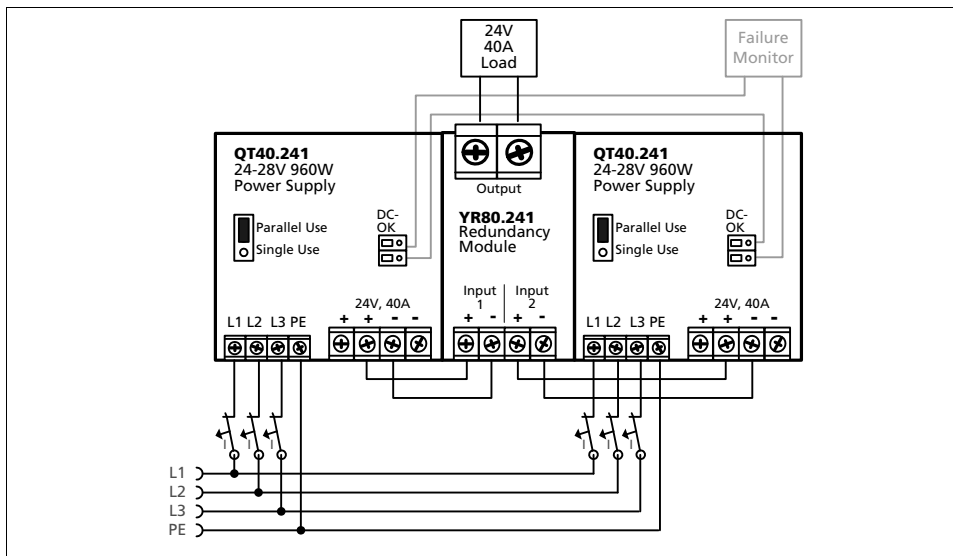 24V
40A
Load
Failure
Monitor
QT40.241
24-28V 960W
Power Supply
Parallel Use
Single Use
DC-
OK
24V, 40A
+ + - -
L1 L2 L3 PE
Output
YR80.241
Redundancy
Module
Input
1
Input
2
+ - + -
QT40.241
24-28V 960W
Power Supply
Parallel Use
Single Use
DC-
OK
24V, 40A
+ + - -
L1 L2 L3 PE
I I I
I I I
L1
L2
L3
PE